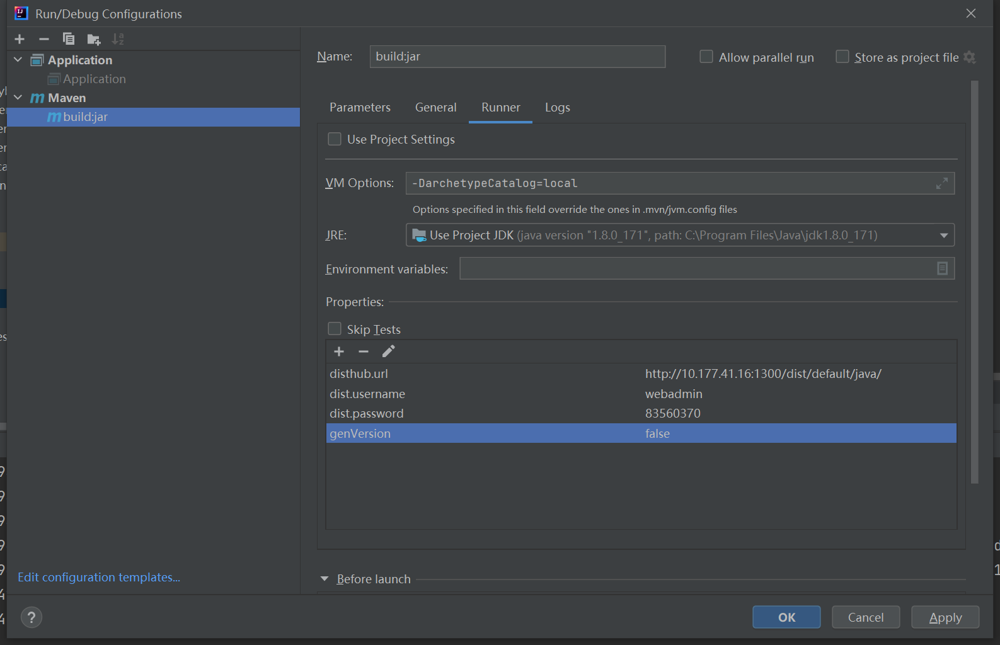 Run/Debug Configurations
Application
Application
Maven
build:jar
Edit configuration templates...
Name: build:jar
Allow parallel run
Store as project file
Parameters General Runner Logs
Use Project Settings
VM Options: -DarchetypeCatalog=local
Options specified in this field override the ones in .mvn/jvm.config files
JRE: Use Project JDK (java version "1.8.0_171", path: C:\Program Files\Java\jdk1.8.0_171)
Environment variables:
Properties:
Skip Tests
disthub.url http://10.177.41.16:1300/dist/default/java/
dist.username webadmin
dist.password 83560370
genVersion false
Before launch
? OK Cancel Apply